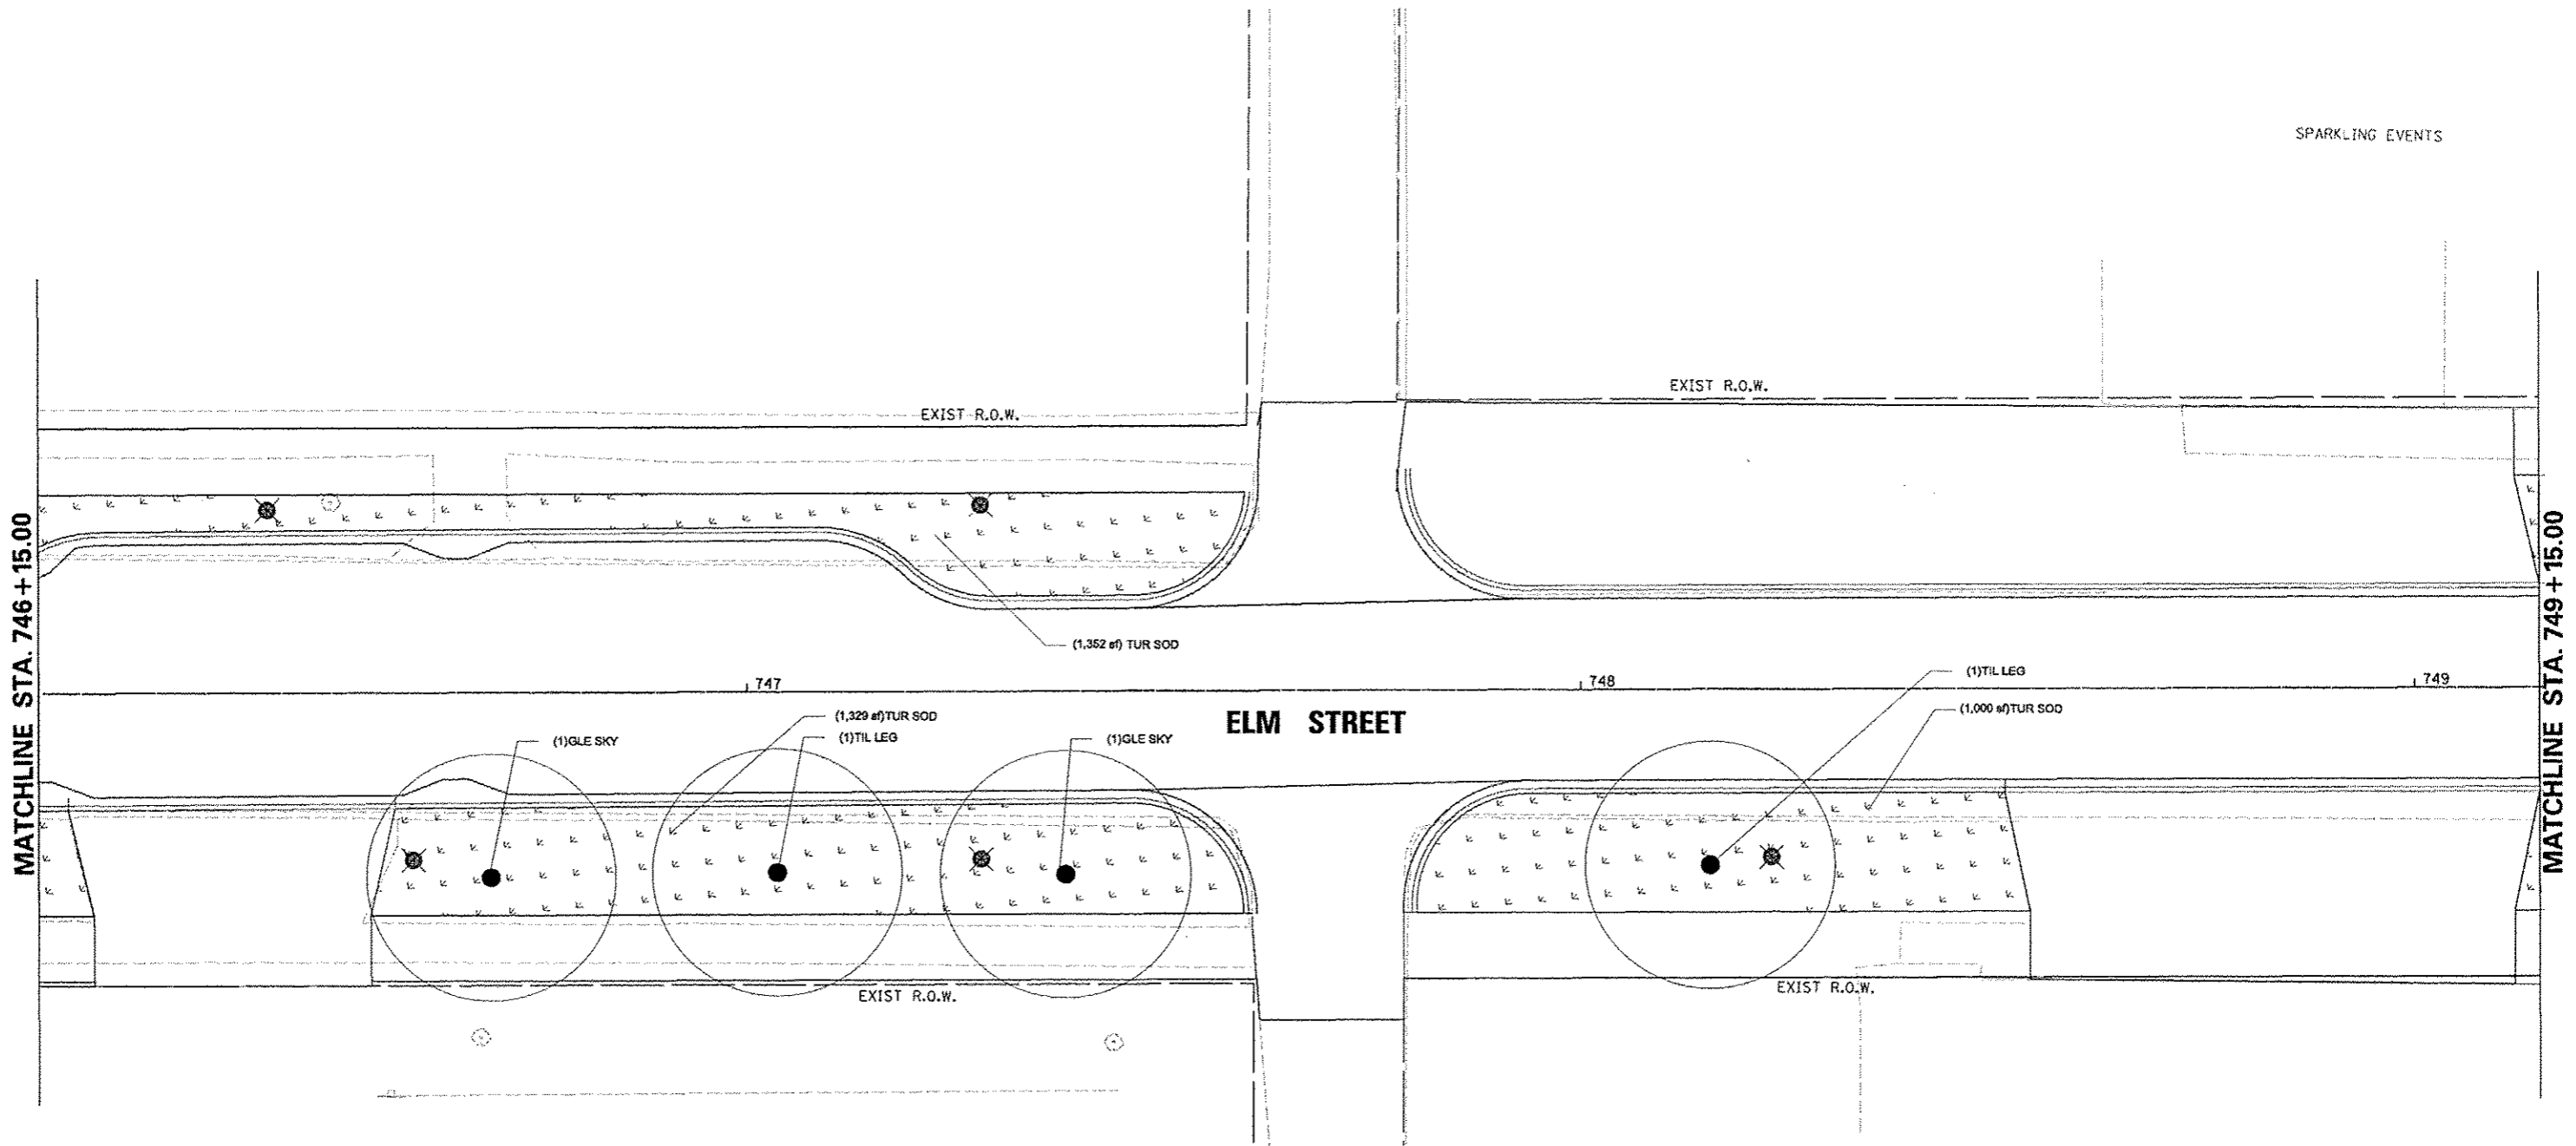 SPARKLING EVENTS
EXIST R.O.W.
EXIST R.O.W.
MATCHLINE STA. 746+15.00
MATCHLINE STA. 749+15.00
(1,352 sf) TUR SOD
747
748
749
(1)TIL LEG
(1,329 sf)TUR SOD
(1,000 sf)TUR SOD
ELM STREET
(1)GLE SKY
(1)TIL LEG
(1)GLE SKY
EXIST R.O.W.
EXIST R.O.W.